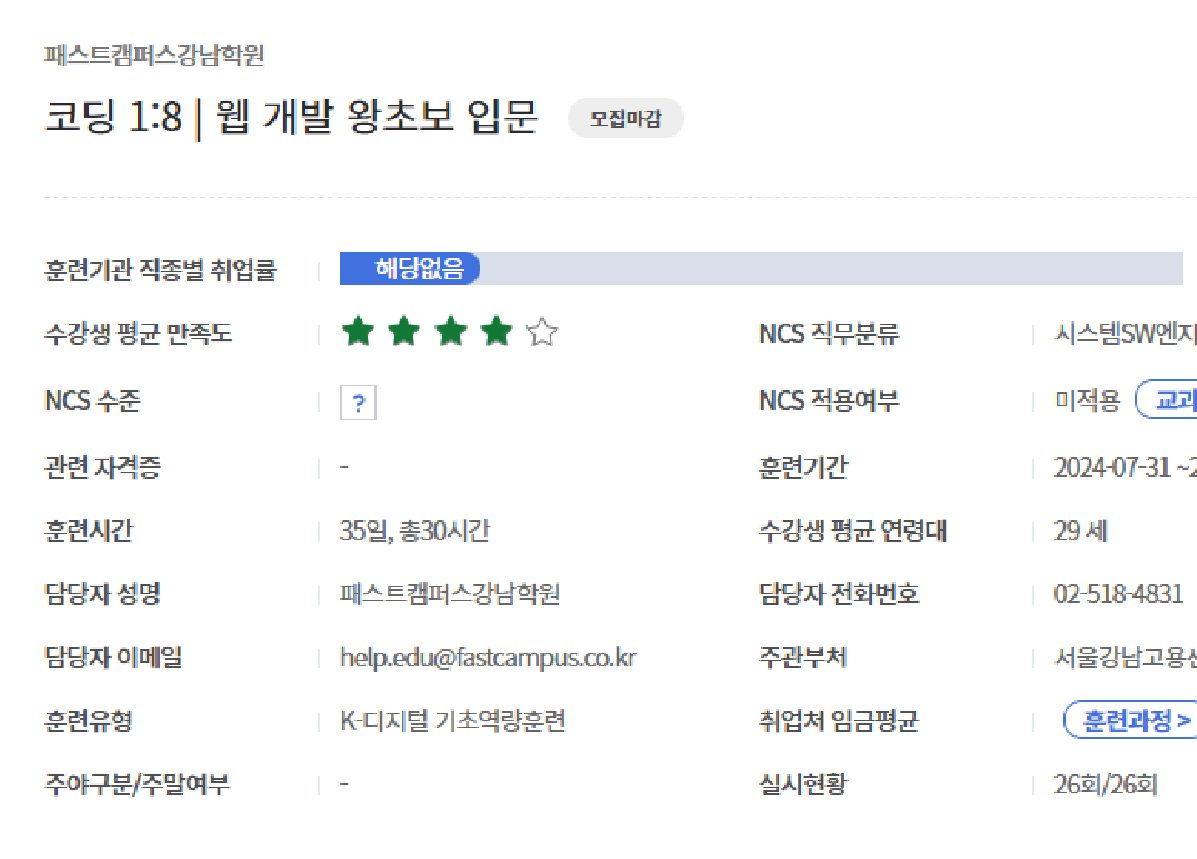 패스트캠퍼스강남학원
코딩 1:8 | 웹 개발 왕초보 입문 모집마감
훈련기관 직종별 취업률 해당없음
수강생 평균 만족도 NCS 직무분류 시스템SW엔지
NCS 수준 ? NCS 적용여부 미적용 교과
관련 자격증 - 훈련기간 2024-07-31 ~2
훈련시간 35일, 총30시간 수강생 평균 연령대 29 세
담당자 성명 패스트캠퍼스강남학원 담당자 전화번호 02-518-4831
담당자 이메일 help.edu@fastcampus.co.kr 주관부처 서울강남고용센
훈련유형 K-디지털 기초역량훈련 취업처 임금평균 훈련과정 >
주야구분/주말여부 - 실시현황 26회/26회